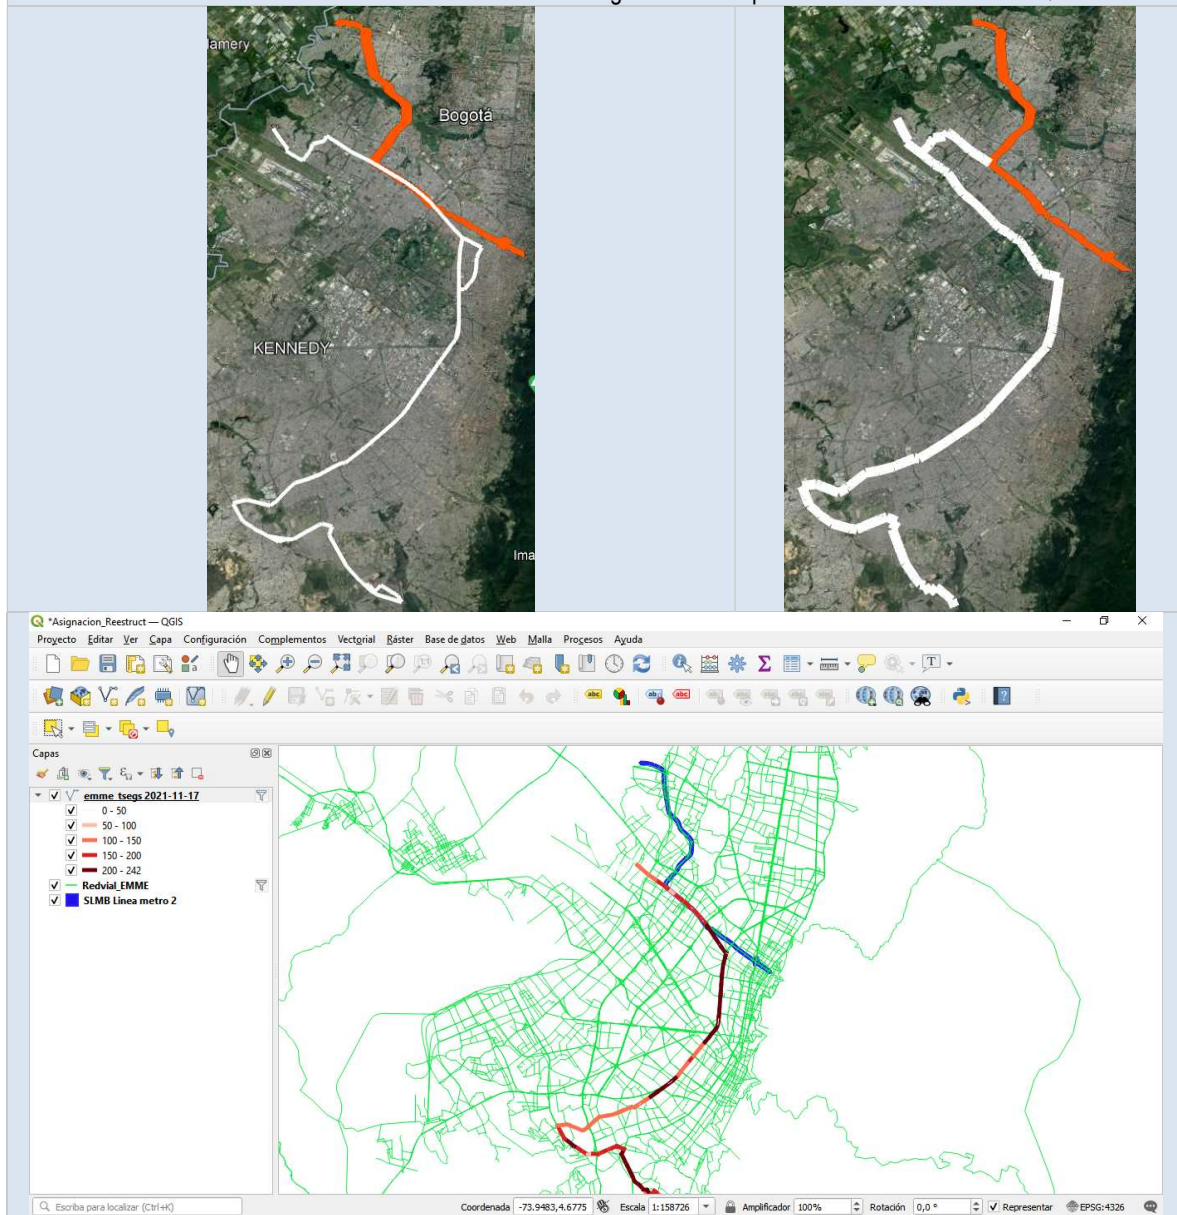 amery
Bogotá
KENNEDY
Ima
*Asignacion_Reestruct — QGIS
Proyecto Editar Ver Capa Configuración Complementos Vectorial Ráster Base de datos Web Malla Procesos Ayuda
Capas
emme_tsegs 2021-11-17
0 - 50
50 - 100
100 - 150
150 - 200
200 - 242
Redvial_EMME
SLMB Linea metro 2
Escriba para localizar (Ctrl+K)
Coordenada -73.9483,4.6775 Escala 1:158726 Amplificador 100% Rotación 0,0 ° Representar EPSG:4326